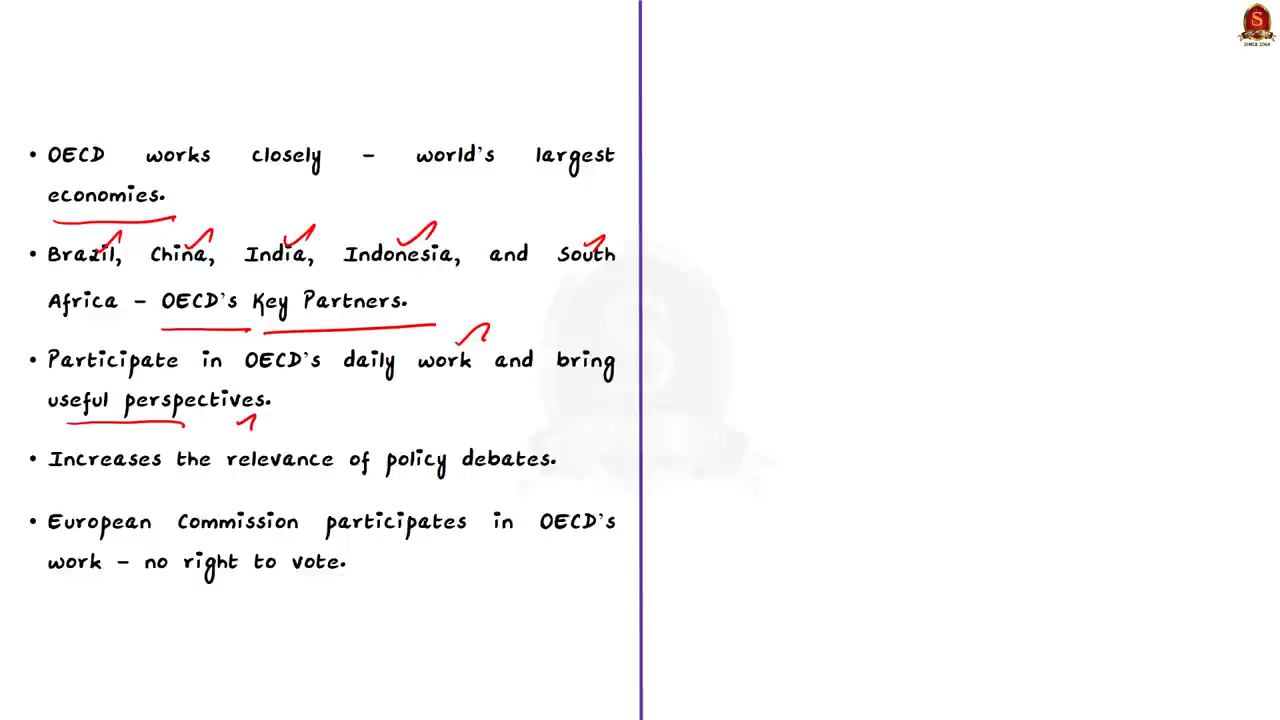 S
SINCE 2004
• OECD works closely – world's largest
economies.
• Brazil, China, India, Indonesia, and South
Africa – OECD's Key Partners.
• Participate in OECD's daily work and bring
useful perspectives.
• Increases the relevance of policy debates.
• European Commission participates in OECD's
work – no right to vote.